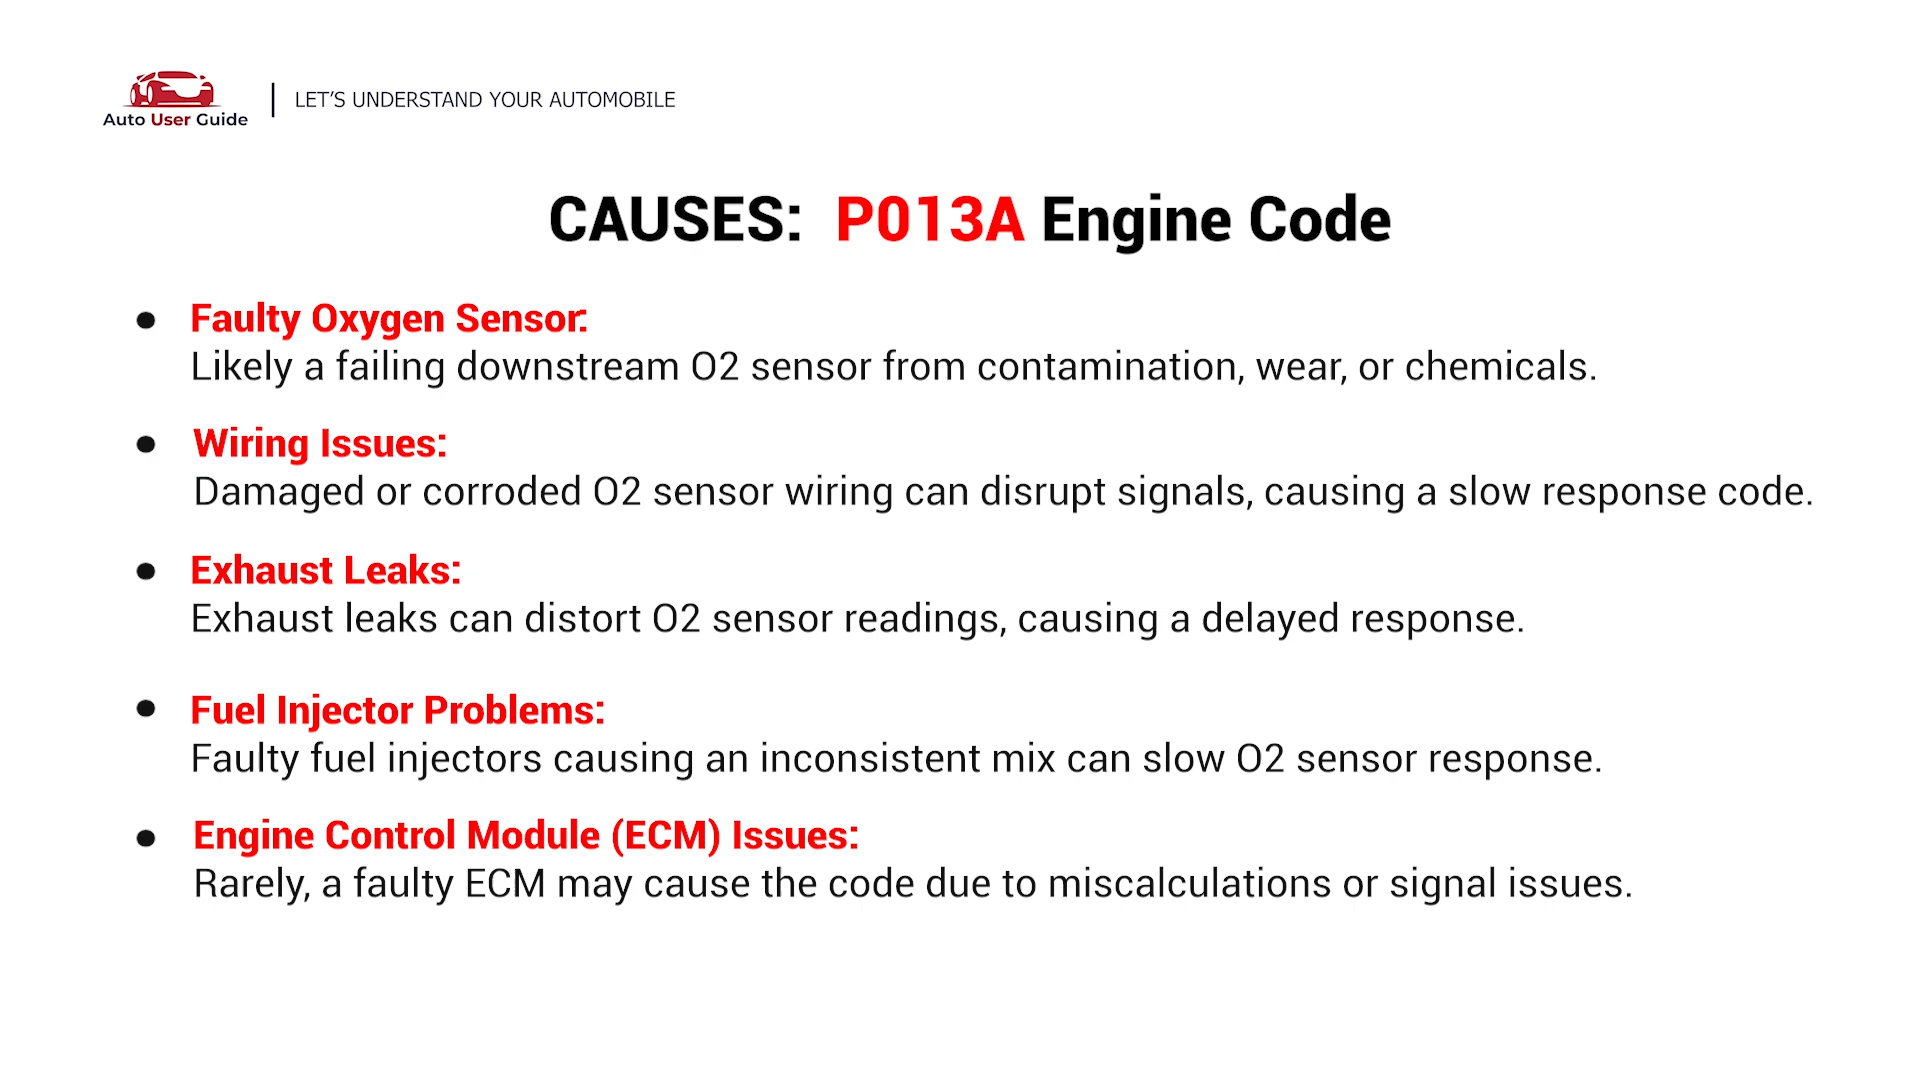 Auto User Guide
LET'S UNDERSTAND YOUR AUTOMOBILE
CAUSES: P013A Engine Code
● Faulty Oxygen Sensor:
Likely a failing downstream O2 sensor from contamination, wear, or chemicals.
● Wiring Issues:
Damaged or corroded O2 sensor wiring can disrupt signals, causing a slow response code.
● Exhaust Leaks:
Exhaust leaks can distort O2 sensor readings, causing a delayed response.
● Fuel Injector Problems:
Faulty fuel injectors causing an inconsistent mix can slow O2 sensor response.
● Engine Control Module (ECM) Issues:
Rarely, a faulty ECM may cause the code due to miscalculations or signal issues.